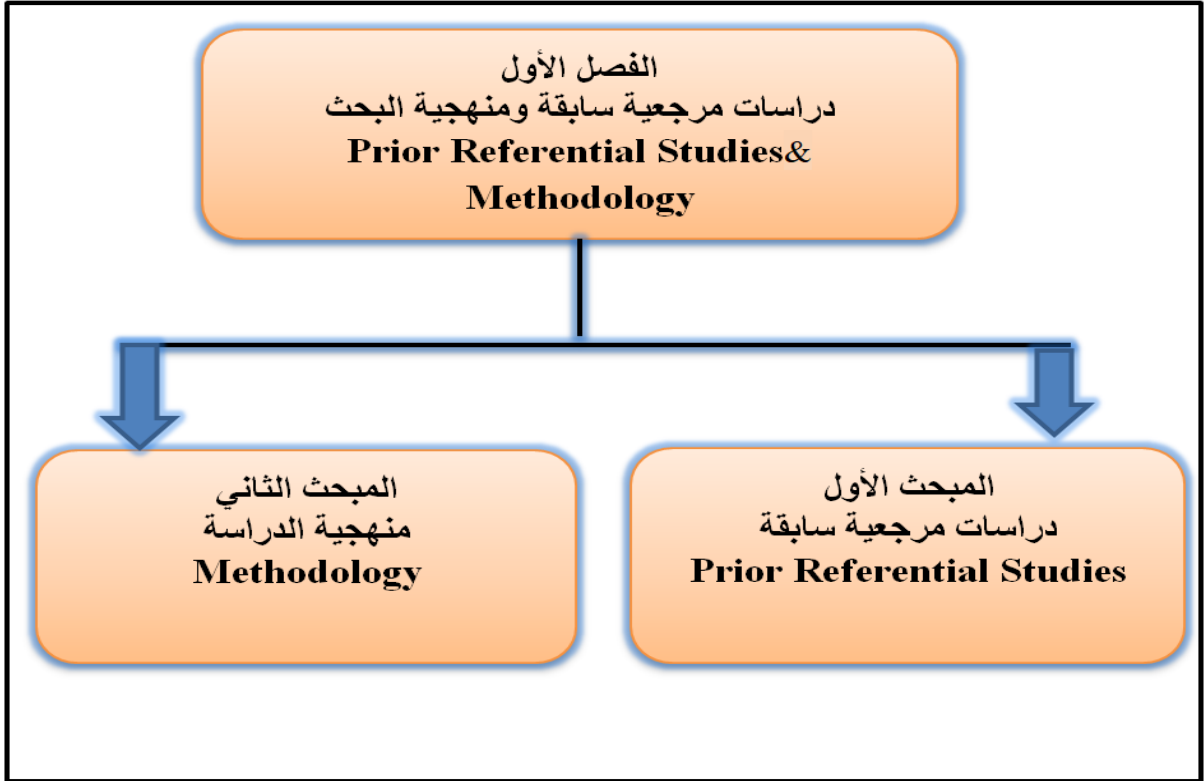 الفصل الأول
دراسات مرجعية سابقة ومنهجية البحث
Prior Referential Studies&
Methodology
المبحث الأول
دراسات مرجعية سابقة
Prior Referential Studies
المبحث الثاني
منهجية الدراسة
Methodology